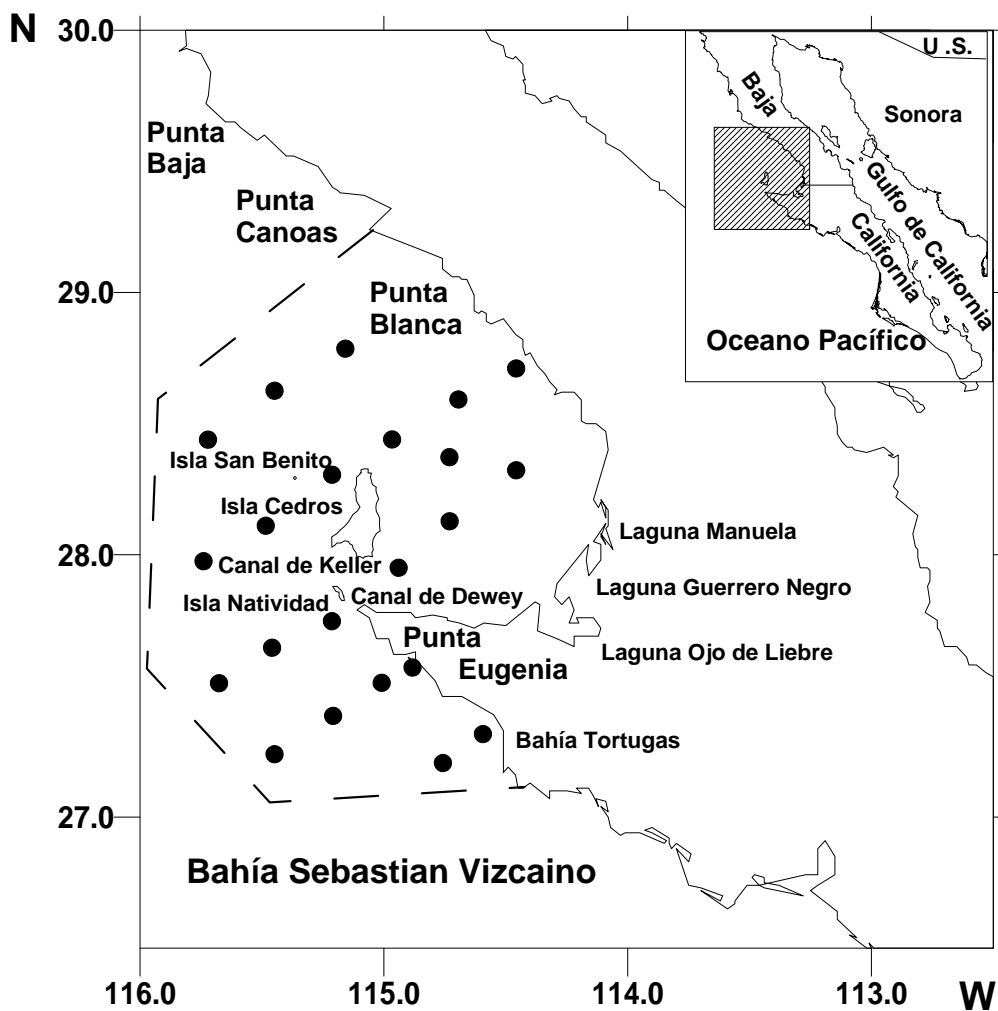 N
30.0
U .S.
Baja
Sonora
Punta
Baja
Punta
Canoas
Gulfo de California
California
29.0
Punta
Blanca
Oceano Pacífico
Isla San Benito
Isla Cedros
Laguna Manuela
28.0
Canal de Keller
Laguna Guerrero Negro
Isla Natividad
Canal de Dewey
Punta
Eugenia
Laguna Ojo de Liebre
Bahía Tortugas
27.0
Bahía Sebastian Vizcaino
116.0
115.0
114.0
113.0
W